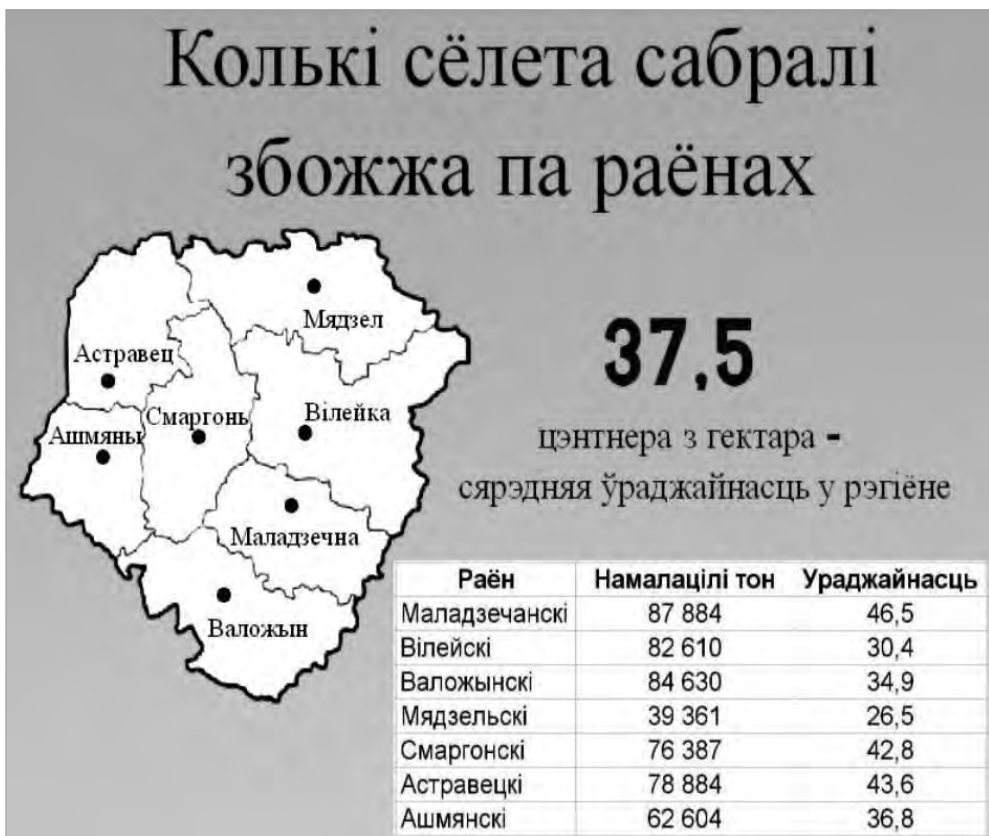 Колькі сёлета сабралі
збожжа па раёнах
Мядзел
Астравец
Смаргонь
Вілейка
Ашмяны
Маладзечна
Валожын
37,5
цэнтнера з гектара -
сярэдняя ўраджайнасць у рэгіёне
Раён Намалацілі тон Ураджайнасць
Маладзечанскі 87 884 46,5
Вілейскі 82 610 30,4
Валожынскі 84 630 34,9
Мядзельскі 39 361 26,5
Смаргонскі 76 387 42,8
Астравецкі 78 884 43,6
Ашмянскі 62 604 36,8